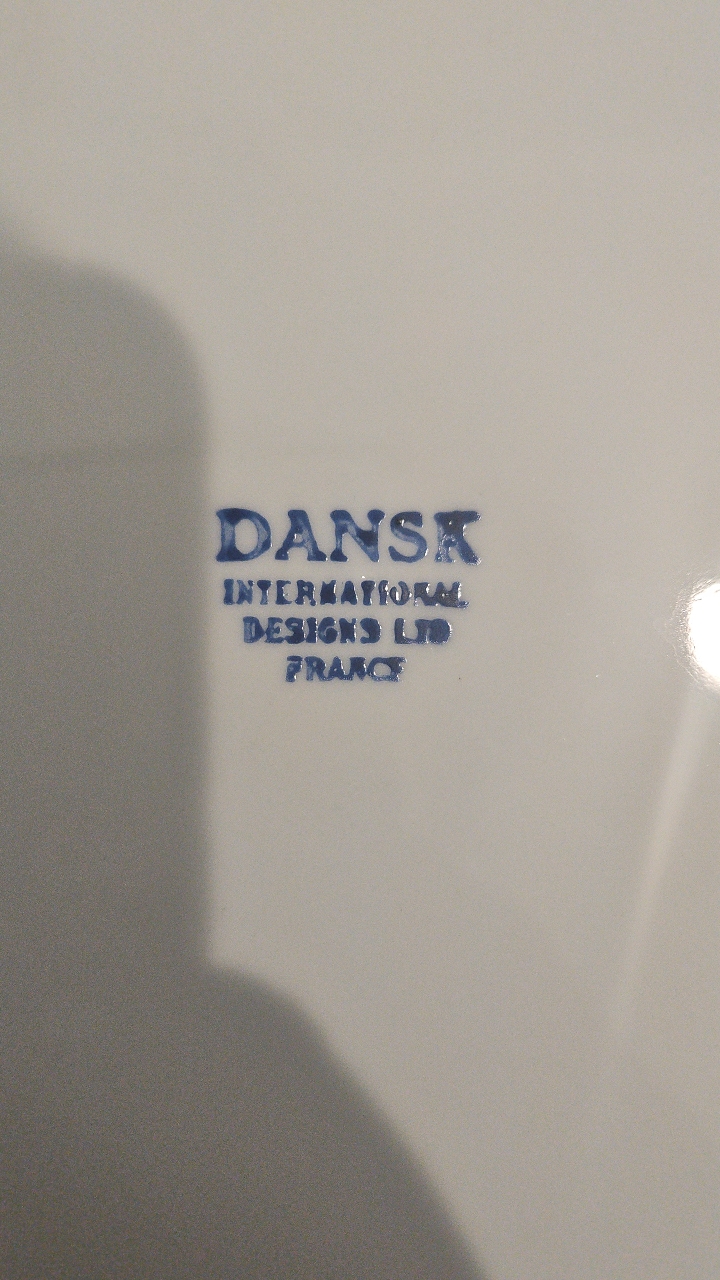 DANSK
INTERNATIONAL
DESIGNS LTD
FRANCE